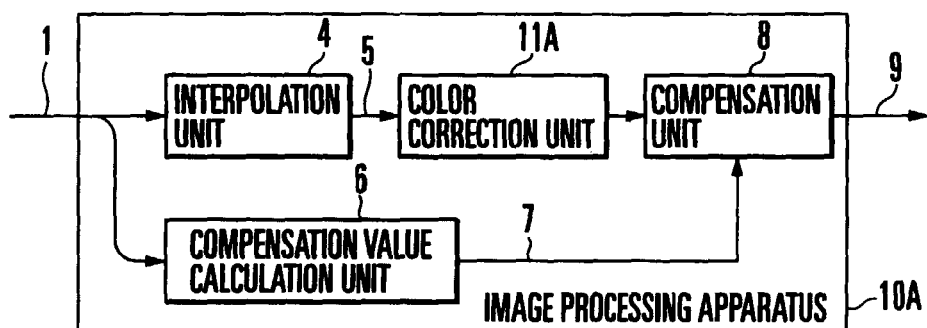 1
4
INTERPOLATION
UNIT
5
11A
COLOR
CORRECTION UNIT
8
COMPENSATION
UNIT
9
6
COMPENSATION VALUE
CALCULATION UNIT
7
IMAGE PROCESSING APPARATUS
10A